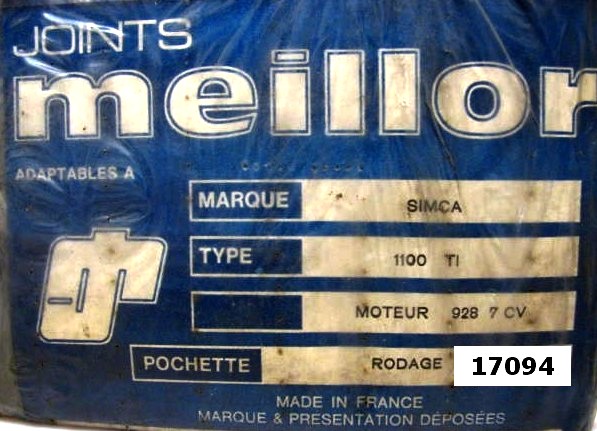 JOINTS
meillor
ADAPTABLES A
MARQUE SIMCA
TYPE 1100 TI
MOTEUR 928 7 CV
POCHETTE RODAGE 17094
MADE IN FRANCE
MARQUE & PRESENTATION DÉPOSÉES